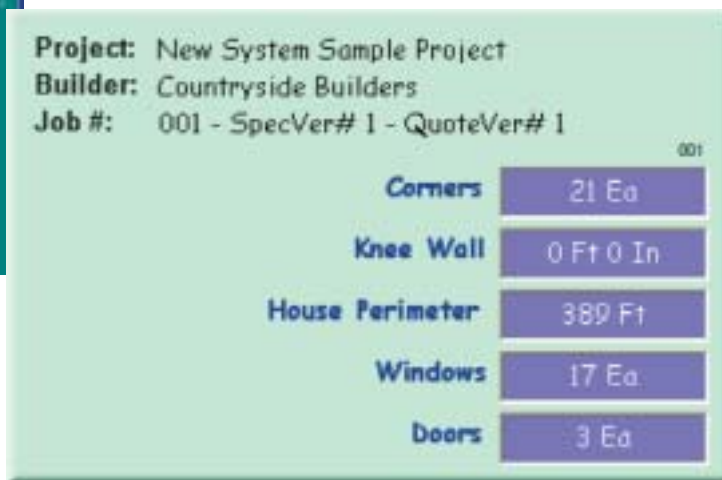 Project: New System Sample Project
Builder: Countryside Builders
Job #: 001 - SpecVer# 1 - QuoteVer# 1
001
Corners 21 Ea
Knee Wall 0 Ft 0 In
House Perimeter 389 Ft
Windows 17 Ea
Doors 3 Ea